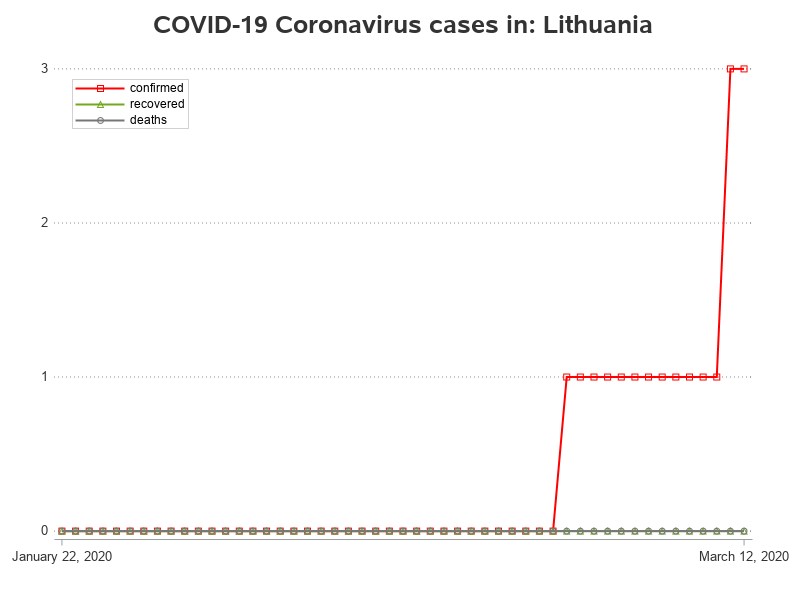 COVID-19 Coronavirus cases in: Lithuania
3
confirmed
recovered
deaths
2
1
0
January 22, 2020
March 12, 2020